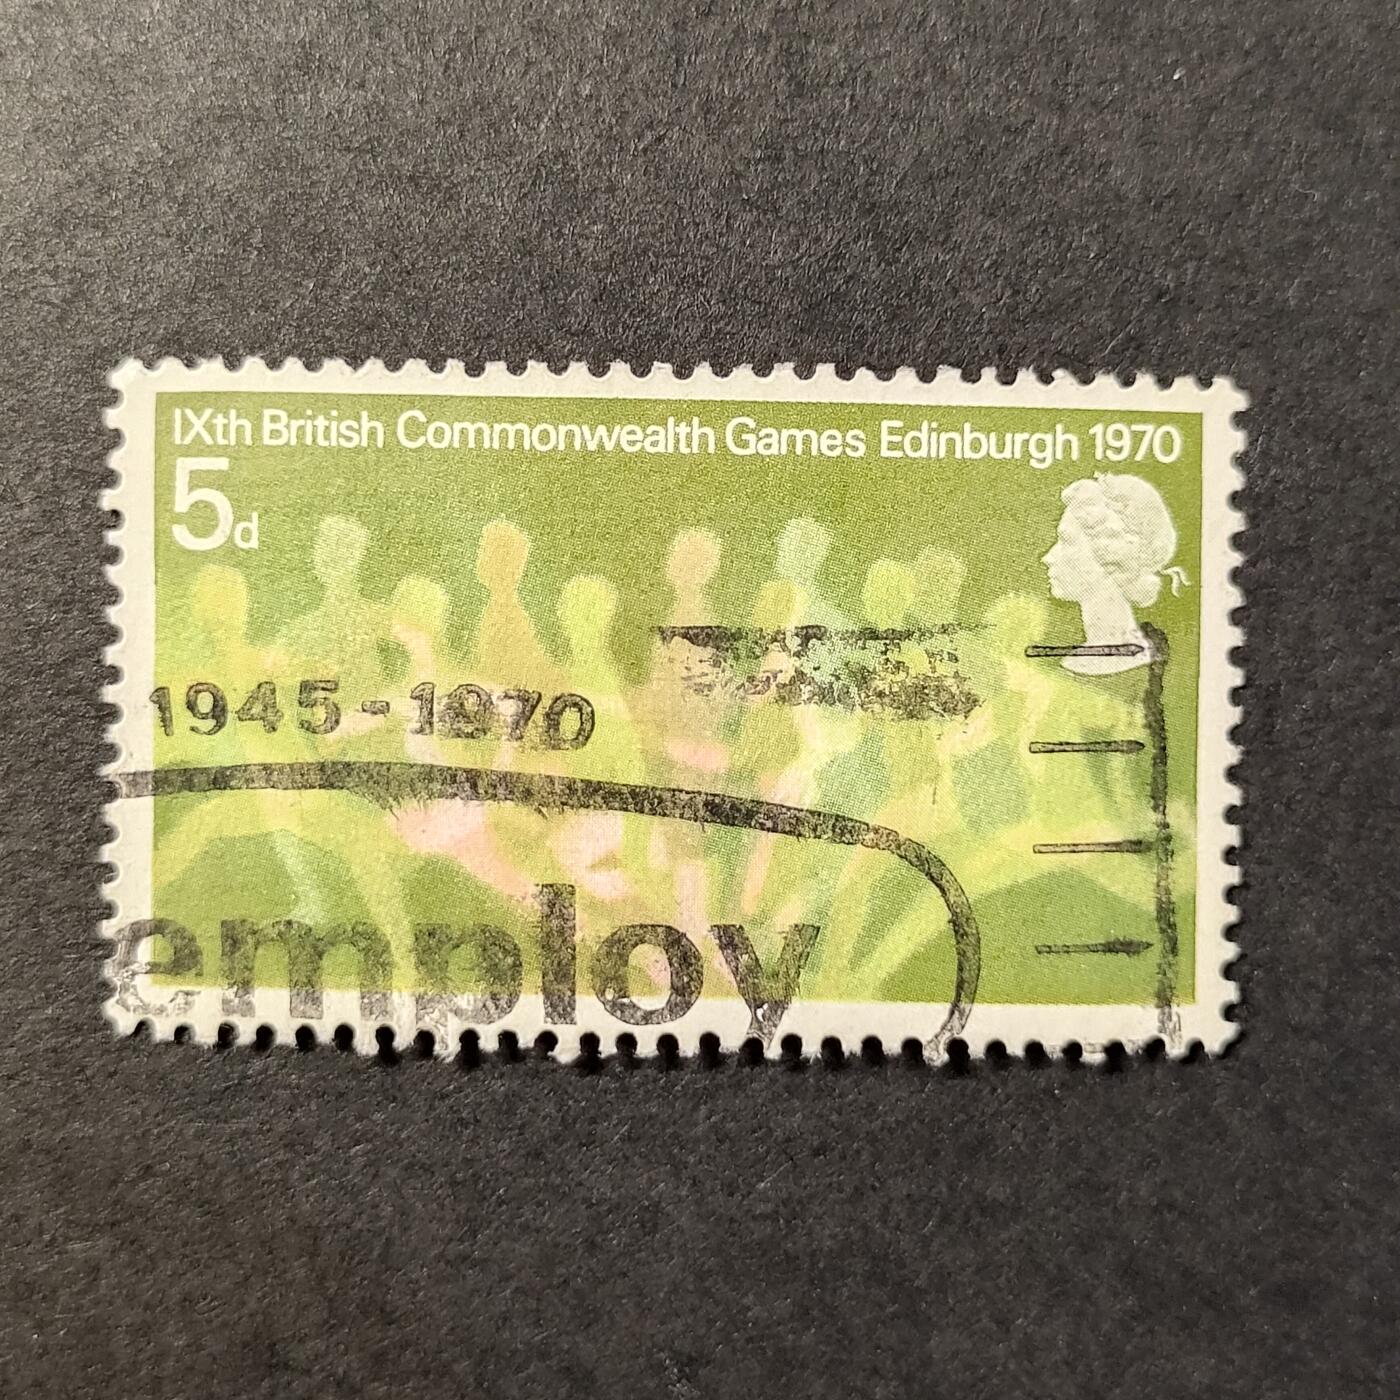 IXth British Commonwealth Games Edinburgh 1970
5d
1945-1970
employ